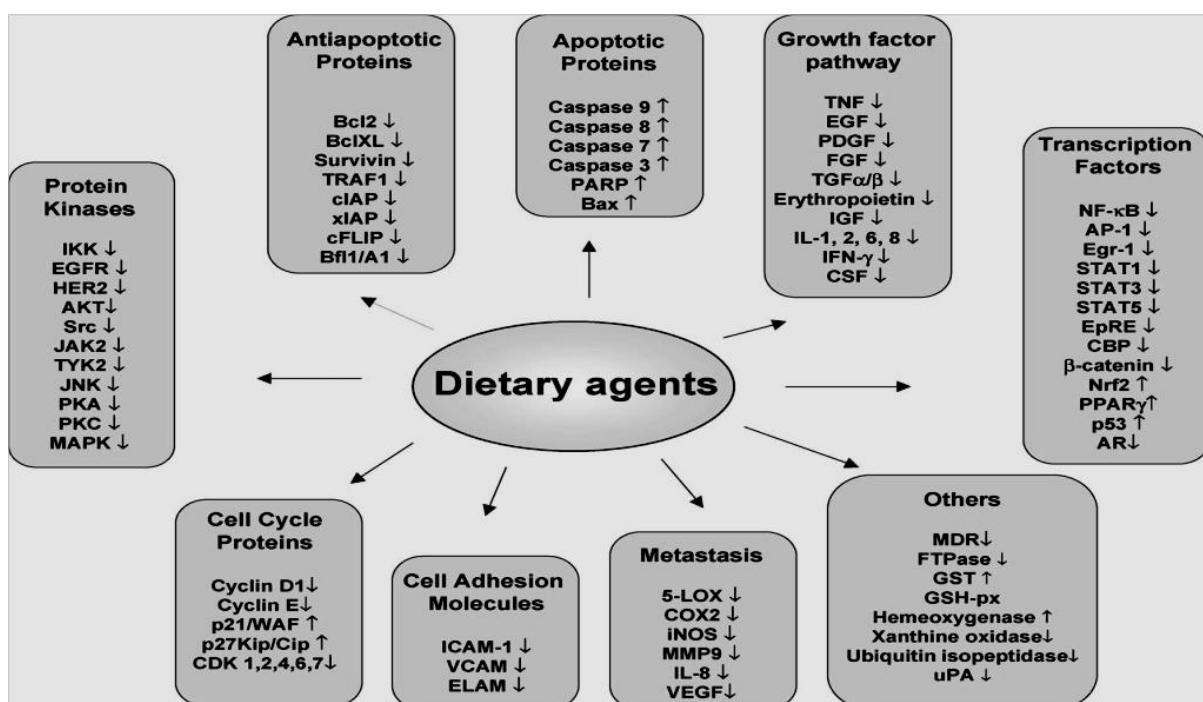 Antiapoptotic
Proteins
Bcl2 ↓
BclXL ↓
Survivin ↓
TRAF1 ↓
cIAP ↓
xIAP ↓
cFLIP ↓
Bfl1/A1 ↓
Apoptotic
Proteins
Caspase 9 ↑
Caspase 8 ↑
Caspase 7 ↑
Caspase 3 ↑
PARP ↑
Bax ↑
Growth factor
pathway
TNF ↓
EGF ↓
PDGF ↓
FGF ↓
TGFα/β ↓
Erythropoietin ↓
IGF ↓
IL-1, 2, 6, 8 ↓
IFN-γ ↓
CSF ↓
Transcription
Factors
NF-κB ↓
AP-1 ↓
Egr-1 ↓
STAT1 ↓
STAT3 ↓
STAT5 ↓
EpRE ↓
CBP ↓
β-catenin ↓
Nrf2 ↑
PPARγ↑
p53 ↑
AR↓
Protein
Kinases
IKK ↓
EGFR ↓
HER2 ↓
AKT↓
Src ↓
JAK2 ↓
TYK2 ↓
JNK ↓
PKA ↓
PKC ↓
MAPK ↓
Dietary agents
Cell Cycle
Proteins
Cyclin D1↓
Cyclin E↓
p21/WAF ↑
p27Kip/Cip ↑
CDK 1,2,4,6,7↓
Cell Adhesion
Molecules
ICAM-1 ↓
VCAM ↓
ELAM ↓
Metastasis
5-LOX ↓
COX2 ↓
iNOS ↓
MMP9 ↓
IL-8 ↓
VEGF↓
Others
MDR↓
FTPase ↓
GST ↑
GSH-px
Hemeoxygenase ↑
Xanthine oxidase↓
Ubiquitin isopeptidase↓
uPA ↓